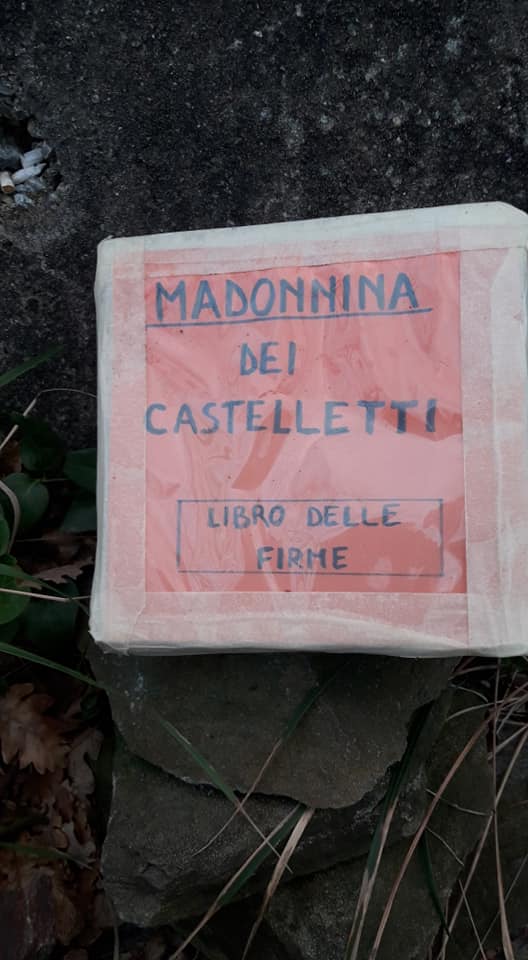 MADONNINA
DEI
CASTELLETTI
LIBRO DELLE
FIRME